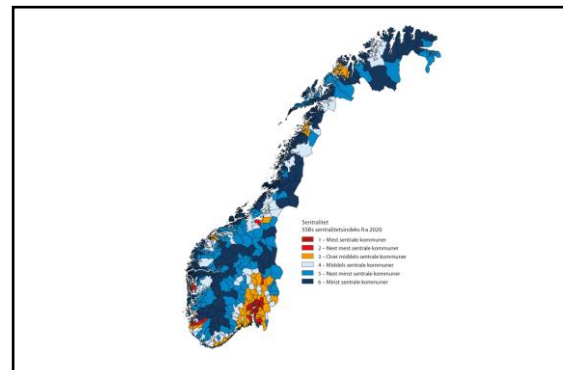 Sentralitet
SSBs sentralitetsindeks fra 2020
1 – Mest sentrale kommuner
2 – Nest mest sentrale kommuner
3 – Over middels sentrale kommuner
4 – Middels sentrale kommuner
5 – Nest minst sentrale kommuner
6 – Minst sentrale kommuner